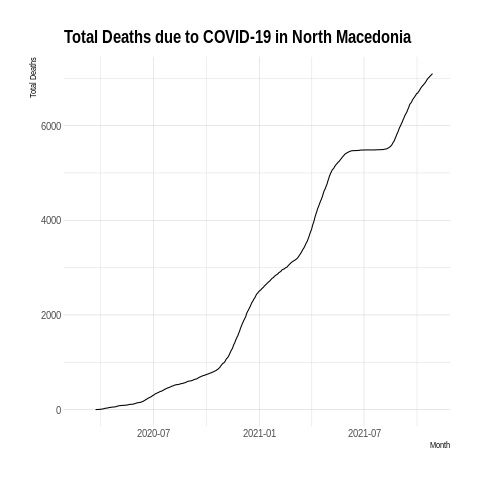 Total Deaths due to COVID-19 in North Macedonia
Total Deaths
6000
4000
2000
0
2020-07 2021-01 2021-07
Month